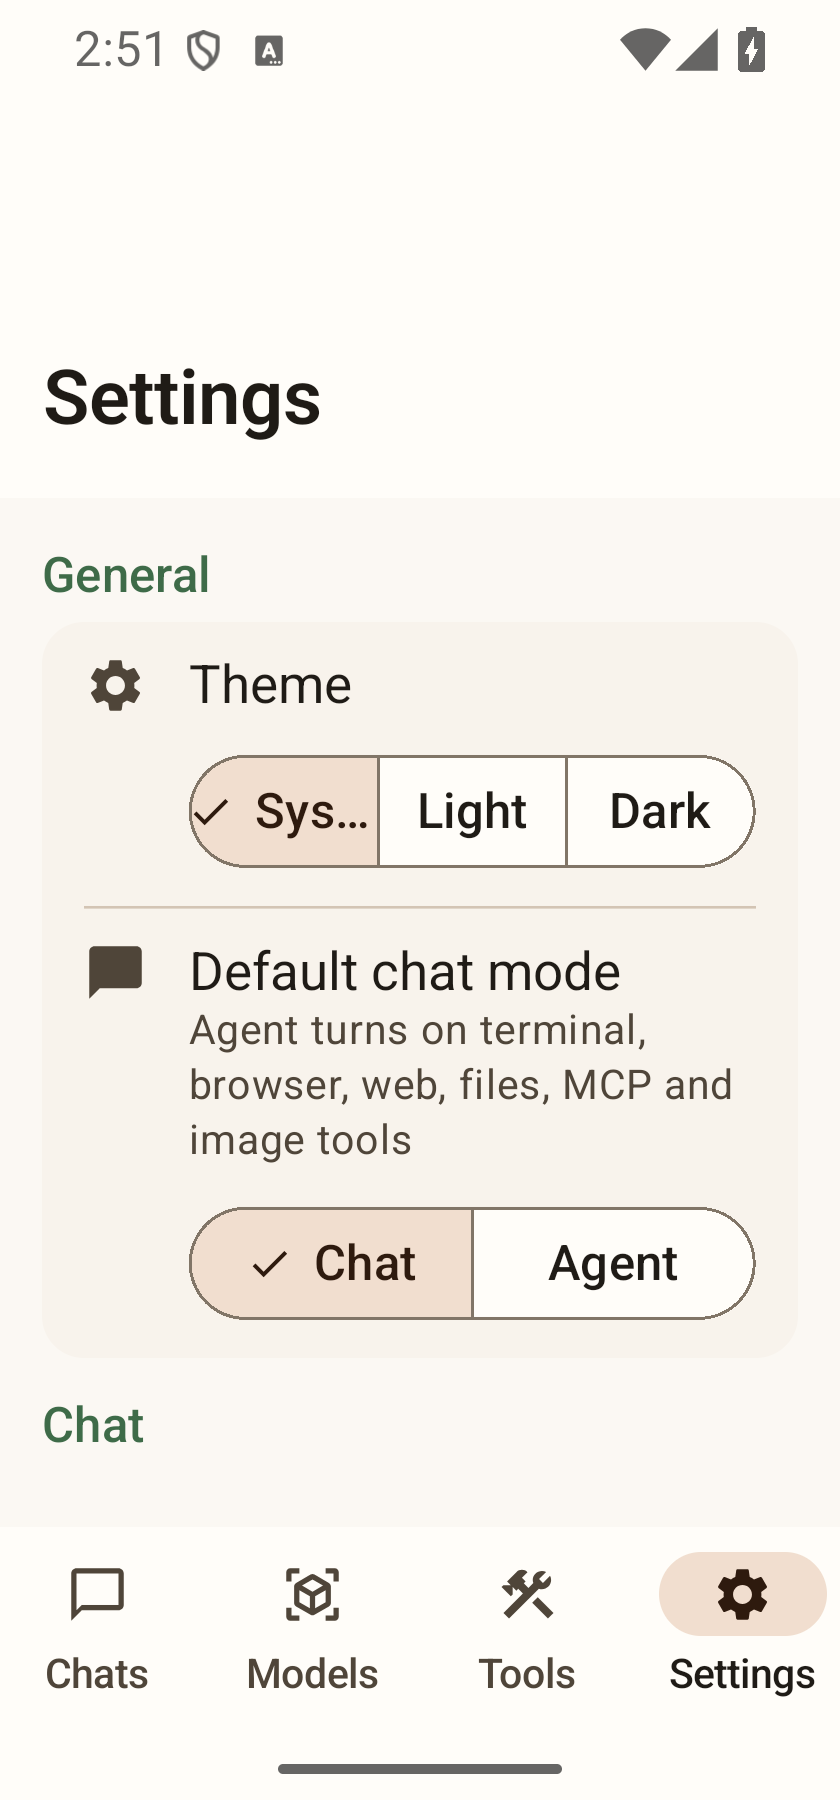 2:51
Settings
General
Theme
Sys…
Light
Dark
Default chat mode
Agent turns on terminal,
browser, web, files, MCP and
image tools
Chat
Agent
Chat
Chats
Models
Tools
Settings